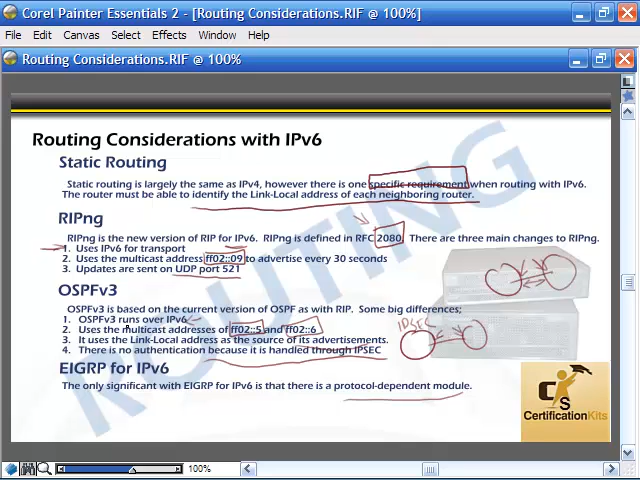 Corel Painter Essentials 2 - [Routing Considerations.RIF @ 100%]
File Edit Canvas Select Effects Window Help
Routing Considerations.RIF @ 100%
Routing Considerations with IPv6
Static Routing
Static routing is largely the same as IPv4, however there is one specific requirement when routing with IPv6.
The router must be able to identify the Link-Local address of each neighboring router.
RIPng
RIPng is the new version of RIP for IPv6. RIPng is defined in RFC 2080. There are three main changes to RIPng.
1. Uses IPv6 for transport
2. Uses the multicast address ff02::09 to advertise every 30 seconds
3. Updates are sent on UDP port 521
OSPFv3
OSPFv3 is based on the current version of OSPF as with RIP. Some big differences;
1. OSPFv3 runs over IPv6
2. Uses the multicast addresses of ff02::5 and ff02::6
3. It uses the Link-Local address as the source of its advertisements.
4. There is no authentication because it is handled through IPSEC
IPSEC
EIGRP for IPv6
The only significant with EIGRP for IPv6 is that there is a protocol-dependent module.
ROUTING
CS
CertificationKits
100%